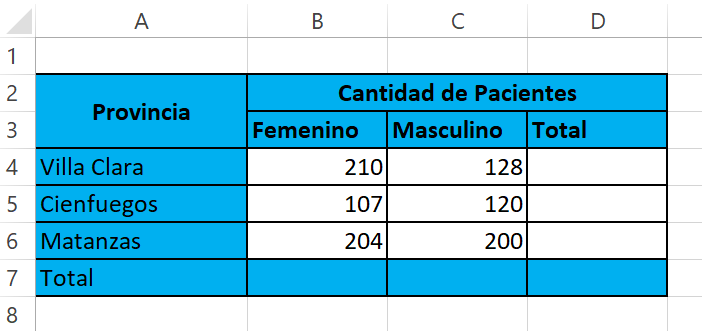 A B C D
1
2 Provincia Cantidad de Pacientes
3 Femenino Masculino Total
4 Villa Clara 210 128
5 Cienfuegos 107 120
6 Matanzas 204 200
7 Total
8